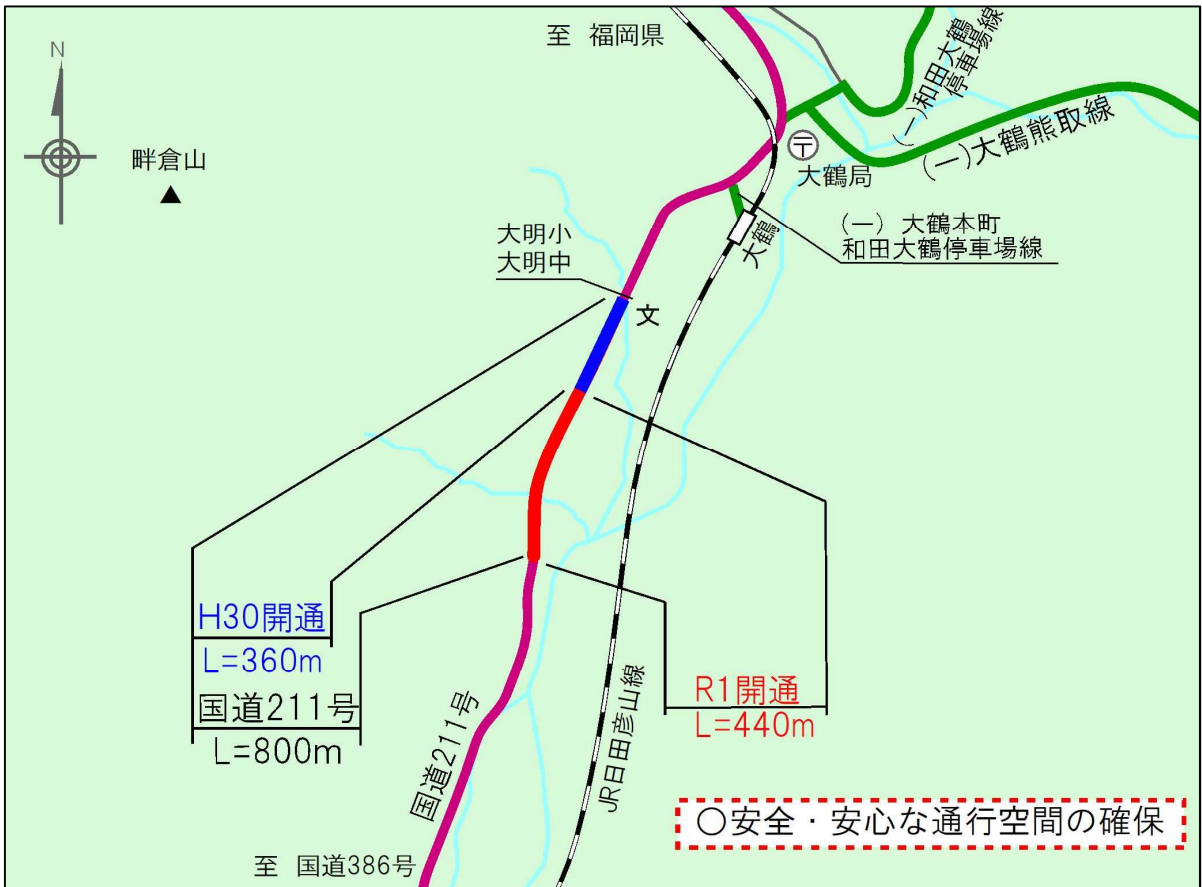 至 福岡県
(一)和田大鶴
停車場線
N
畔倉山
〒
大鶴局
(一)大鶴熊取線
(一) 大鶴本町
和田大鶴停車場線
大鶴
大明小
大明中
文
H30開通
L=360m
国道211号
L=800m
R1開通
L=440m
国道211号
JR日田彦山線
○安全・安心な通行空間の確保
至 国道386号